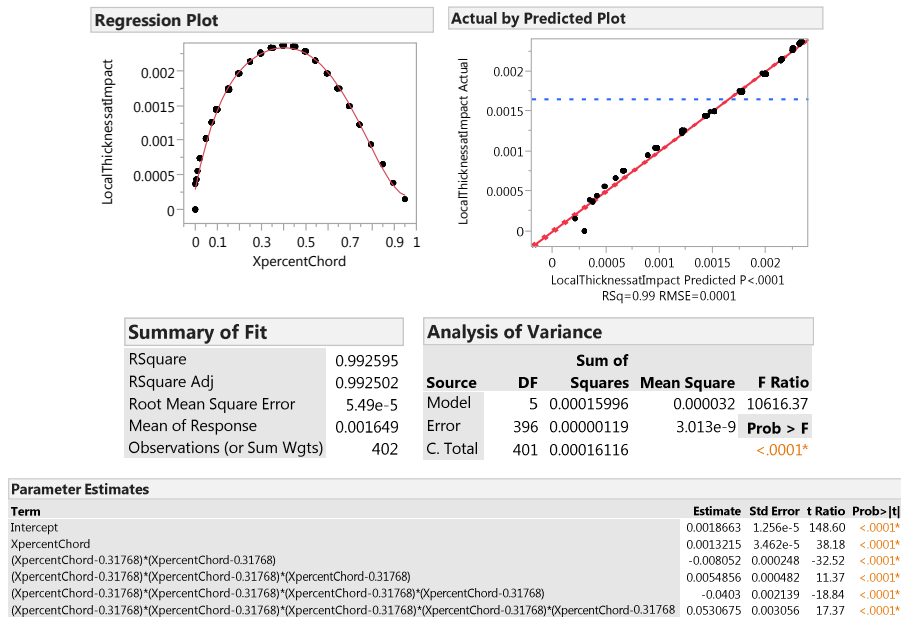 Regression Plot
LocalThicknessatImpact
0.002
0.0015
0.001
0.0005
0
0 0.1 0.3 0.5 0.7 0.9 1
XpercentChord
Actual by Predicted Plot
LocalThicknessatImpact Actual
0.002
0.0015
0.001
0.0005
0
0 0.0005 0.001 0.0015 0.002
LocalThicknessatImpact Predicted P<.0001
RSq=0.99 RMSE=0.0001
Summary of Fit
RSquare 0.992595
RSquare Adj 0.992502
Root Mean Square Error 5.49e-5
Mean of Response 0.001649
Observations (or Sum Wgts) 402
Analysis of Variance
Sum of
Source DF Squares Mean Square F Ratio
Model 5 0.00015996 0.000032 10616.37
Error 396 0.00000119 3.013e-9 Prob > F
C. Total 401 0.00016116 <.0001*
Parameter Estimates
Term Estimate Std Error t Ratio Prob>|t|
Intercept 0.0018663 1.256e-5 148.60 <.0001*
XpercentChord 0.0013215 3.462e-5 38.18 <.0001*
(XpercentChord-0.31768)*(XpercentChord-0.31768) -0.008052 0.000248 -32.52 <.0001*
(XpercentChord-0.31768)*(XpercentChord-0.31768)*(XpercentChord-0.31768) 0.0054856 0.000482 11.37 <.0001*
(XpercentChord-0.31768)*(XpercentChord-0.31768)*(XpercentChord-0.31768)*(XpercentChord-0.31768) -0.0403 0.002139 -18.84 <.0001*
(XpercentChord-0.31768)*(XpercentChord-0.31768)*(XpercentChord-0.31768)*(XpercentChord-0.31768)*(XpercentChord-0.31768 0.0530675 0.003056 17.37 <.0001*